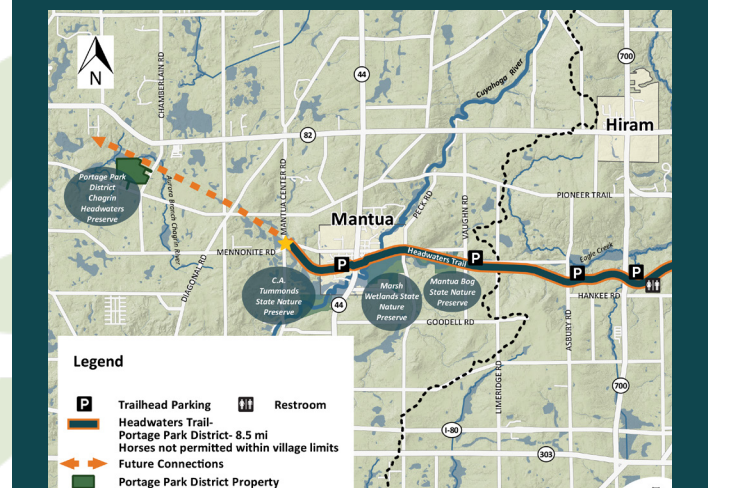 N
CHAMBERLAIN RD
44
82
700
Cuyahoga River
Hiram
Portage Park
District
Chagrin
Headwaters
Preserve
Aurora Branch Chagrin River
MANTUA CENTER RD
Mantua
PECK RD
VAUGHN RD
PIONEER TRAIL
MENNONITE RD
DIAGONAL RD
P
Headwaters Trail
P
Eagle Creek
P
P
HANKEE RD
C.A.
Tummonds
State Nature
Preserve
Marsh
Wetlands State
Nature
Preserve
Mantua Bog
State Nature
Preserve
44
GOODELL RD
ASBURY RD
LIMERIDGE RD
700
I-80
303
Legend
P Trailhead Parking
Restroom
Headwaters Trail-
Portage Park District- 8.5 mi
Horses not permitted within village limits
Future Connections
Portage Park District Property